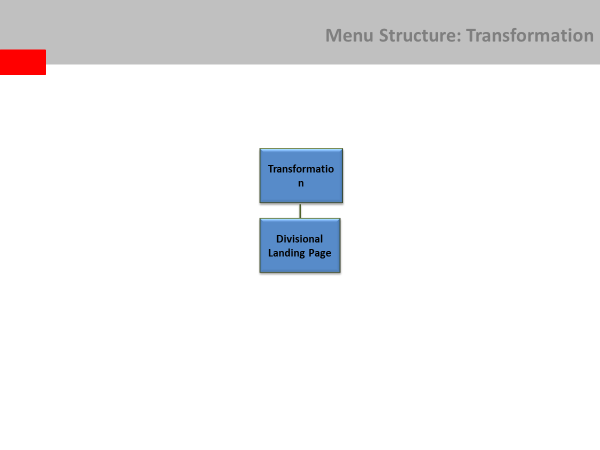 Menu Structure: Transformation
Transformatio
n
Divisional
Landing Page